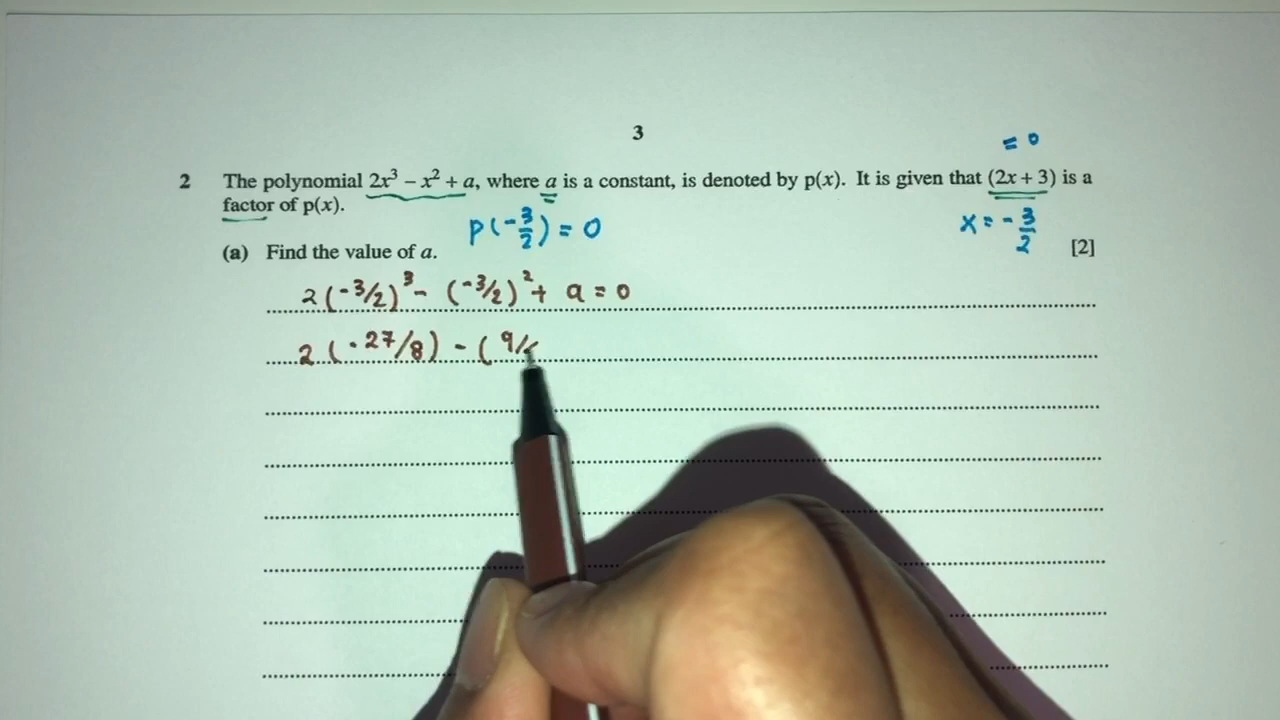 3
= 0
2 The polynomial 2x³ – x² + a, where a is a constant, is denoted by p(x). It is given that (2x + 3) is a
factor of p(x).
P(-3/2) = 0
x = -3/2
(a) Find the value of a. [2]
2(-3/2)³ - (-3/2)² + a = 0
2(-27/8) - (9/